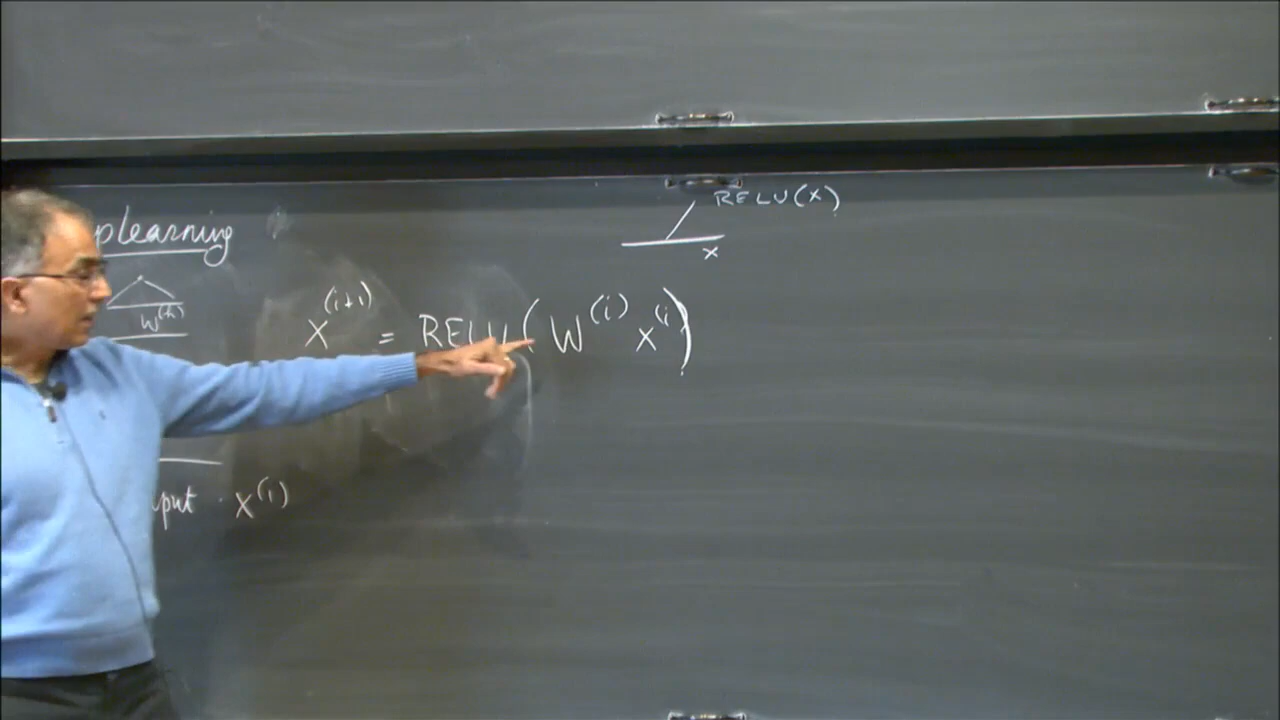 RELU(x)
x
plearning
W^(h)
x^(i+1) = RELU(W^(i) x^(i))
put x^(1)